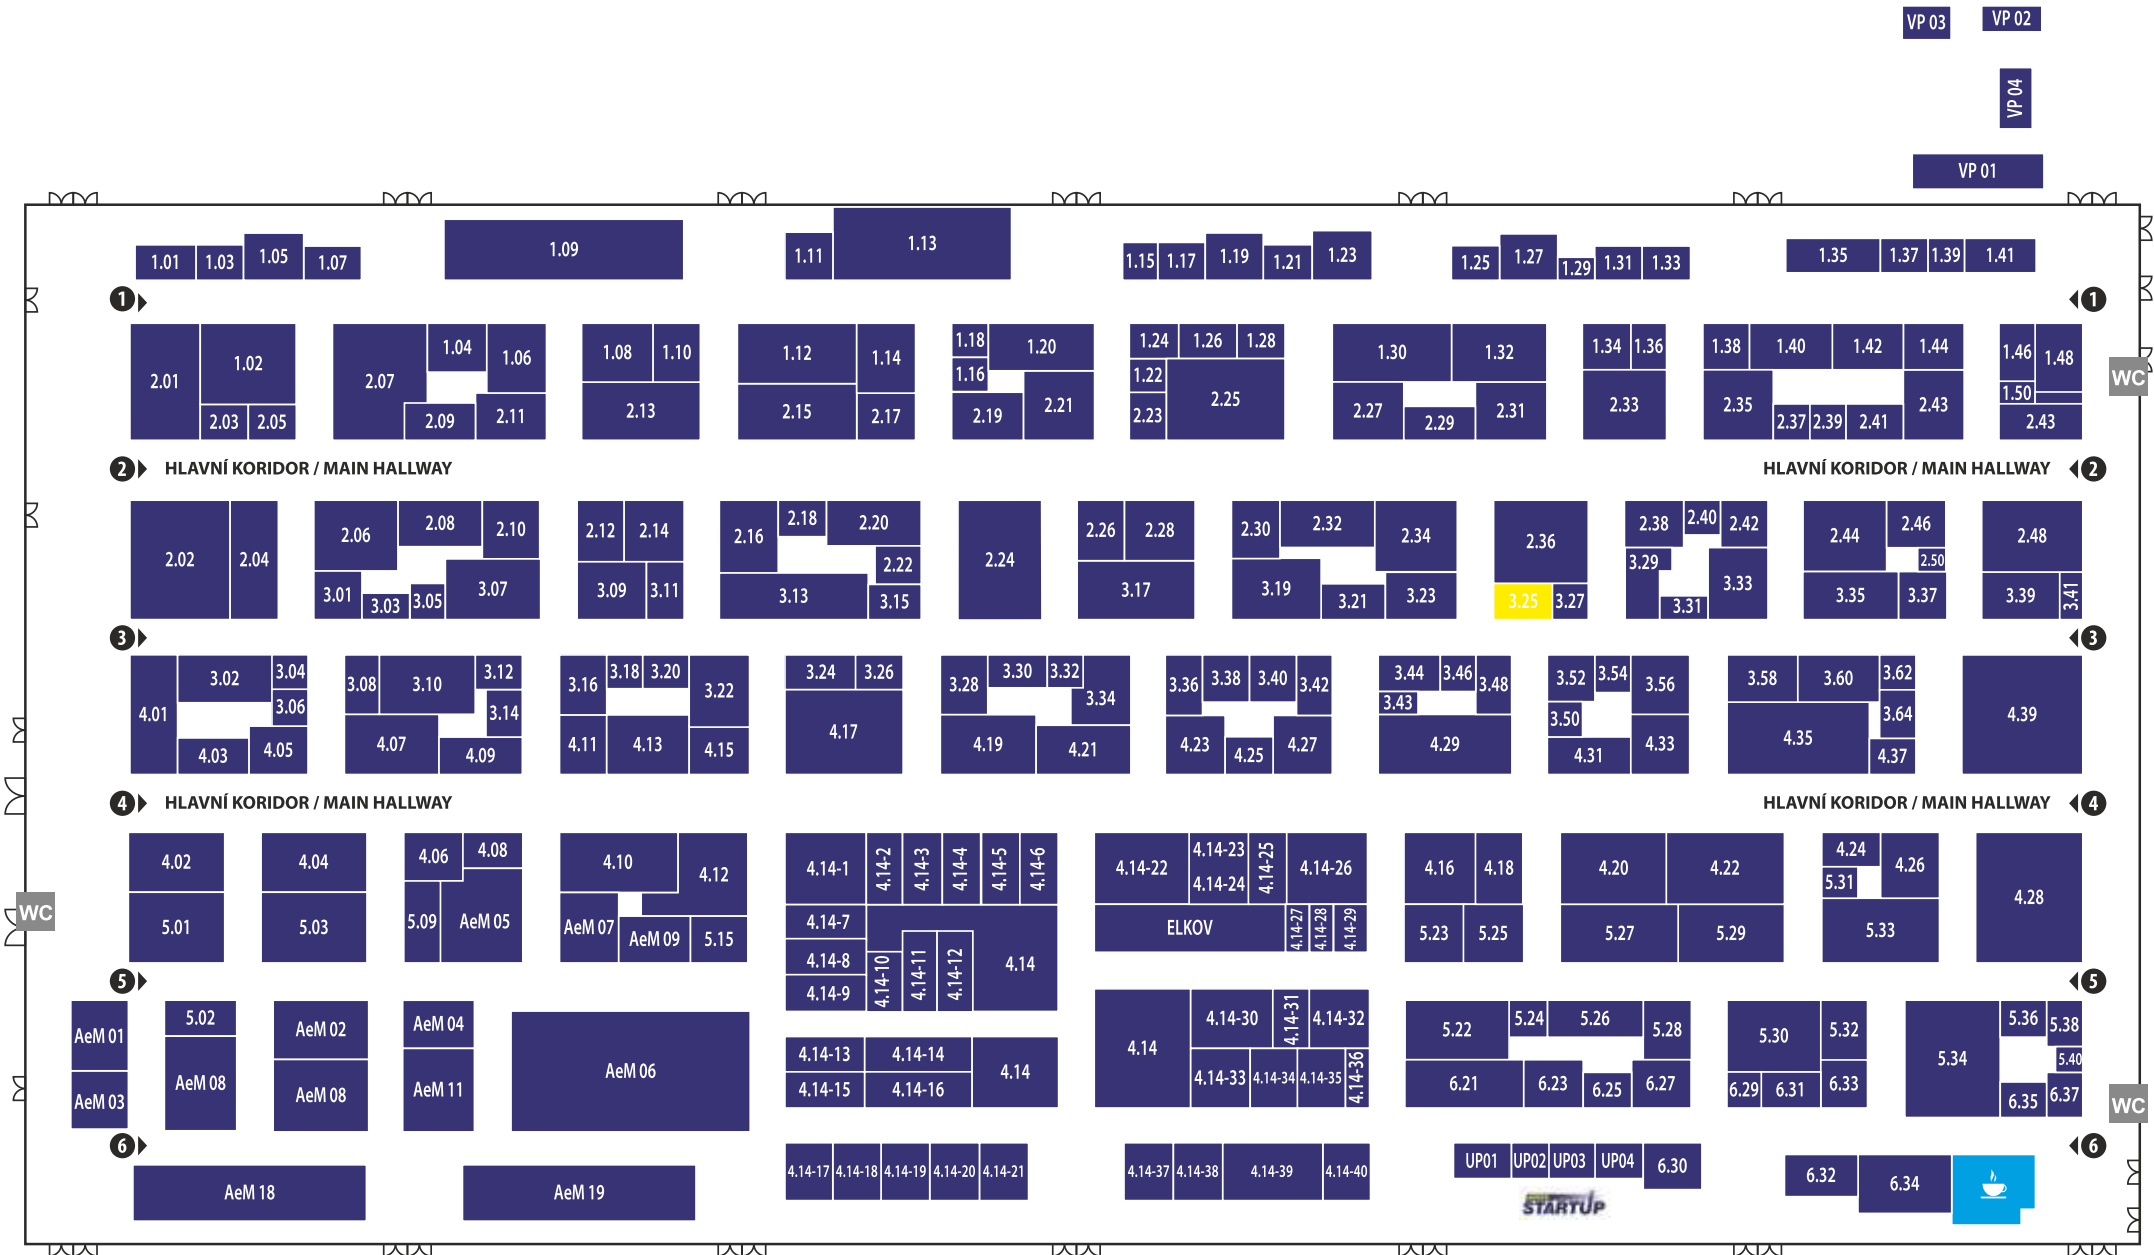 VP 03 VP 02
VP 04
VP 01
1.01 1.03 1.05 1.07 1.09 1.11 1.13 1.15 1.17 1.19 1.21 1.23 1.25 1.27 1.29 1.31 1.33 1.35 1.37 1.39 1.41
1 1
2.01 1.02 2.07 1.04 1.06 1.08 1.10 1.12 1.14 1.18 1.20 1.24 1.26 1.28 1.30 1.32 1.34 1.36 1.38 1.40 1.42 1.44 1.46 1.48
1.16 1.22 1.50 WC
2.03 2.05 2.09 2.11 2.13 2.15 2.17 2.19 2.21 2.23 2.25 2.27 2.29 2.31 2.33 2.35 2.37 2.39 2.41 2.43 2.43
2 HLAVNÍ KORIDOR / MAIN HALLWAY HLAVNÍ KORIDOR / MAIN HALLWAY 2
2.02 2.04 2.06 2.08 2.10 2.12 2.14 2.16 2.18 2.20 2.22 2.24 2.26 2.28 2.30 2.32 2.34 2.36 2.38 2.40 2.42 2.44 2.46 2.50 2.48
3.01 3.03 3.05 3.07 3.09 3.11 3.13 3.15 3.17 3.19 3.21 3.23 3.25 3.27 3.29 3.31 3.33 3.35 3.37 3.39 3.41
3 3
4.01 3.02 3.04 3.08 3.10 3.12 3.16 3.18 3.20 3.22 3.24 3.26 3.28 3.30 3.32 3.34 3.36 3.38 3.40 3.42 3.44 3.46 3.48 3.52 3.54 3.56 3.58 3.60 3.62 4.39
3.06 3.14 3.43 3.50 3.64
4.03 4.05 4.07 4.09 4.11 4.13 4.15 4.17 4.19 4.21 4.23 4.25 4.27 4.29 4.31 4.33 4.35 4.37
4 HLAVNÍ KORIDOR / MAIN HALLWAY HLAVNÍ KORIDOR / MAIN HALLWAY 4
4.02 4.04 4.06 4.08 4.10 4.12 4.14-1 4.14-2 4.14-3 4.14-4 4.14-5 4.14-6 4.14-22 4.14-23 4.14-24 4.14-25 4.14-26 4.16 4.18 4.20 4.22 4.24 4.26 4.28
WC 5.01 5.03 5.09 AeM 05 AeM 07 AeM 09 5.15 4.14-7 ELKOV 4.14-27 4.14-28 4.14-29 5.23 5.25 5.27 5.29 5.31 5.33
4.14-8 4.14-10 4.14-11 4.14-12 4.14
4.14-9
5 5
AeM 01 5.02 AeM 02 AeM 04 AeM 06 4.14 4.14-30 4.14-31 4.14-32 5.22 5.24 5.26 5.28 5.30 5.32 5.34 5.36 5.38
AeM 03 AeM 08 AeM 08 AeM 11 4.14-13 4.14-14 4.14 4.14-33 4.14-34 4.14-35 4.14-36 5.40
4.14-15 4.14-16 6.21 6.23 6.25 6.27 6.29 6.31 6.33 6.35 6.37 WC
6 6
AeM 18 AeM 19 4.14-17 4.14-18 4.14-19 4.14-20 4.14-21 4.14-37 4.14-38 4.14-39 4.14-40 UP01 UP02 UP03 UP04 6.30 6.32 6.34
STARTUP